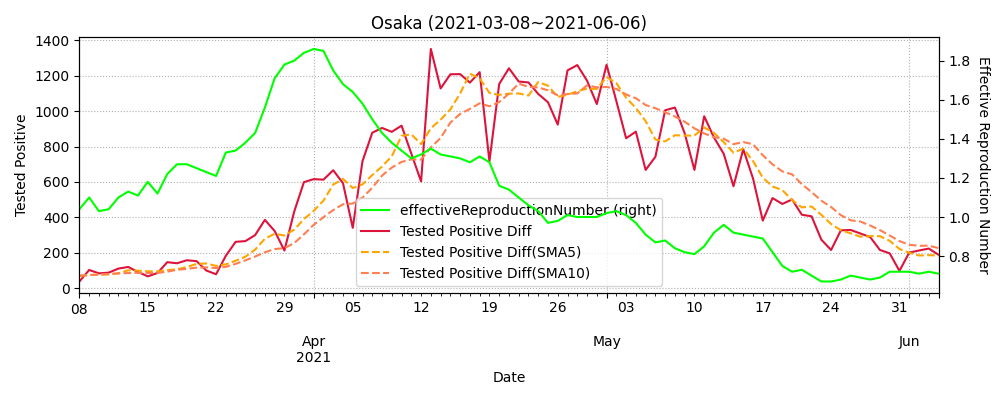 Osaka (2021-03-08~2021-06-06)
1400
1200
1000
800
600
400
200
0
Tested Positive
1.8
1.6
1.4
1.2
1.0
0.8
Effective Reproduction Number
effectiveReproductionNumber (right)
Tested Positive Diff
Tested Positive Diff(SMA5)
Tested Positive Diff(SMA10)
08 15 22 29 05 12 19 26 03 10 17 24 31
Apr May Jun
2021
Date